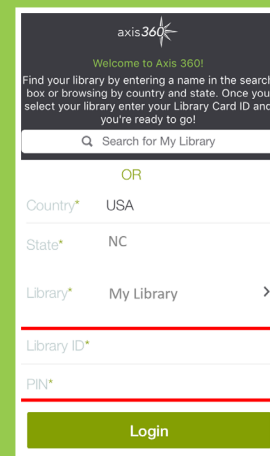 axis360
Welcome to Axis 360!
Find your library by entering a name in the search
box or browsing by country and state. Once you
select your library enter your Library Card ID and
you're ready to go!
Search for My Library
OR
Country* USA
State* NC
Library* My Library
Library ID*
PIN*
Login